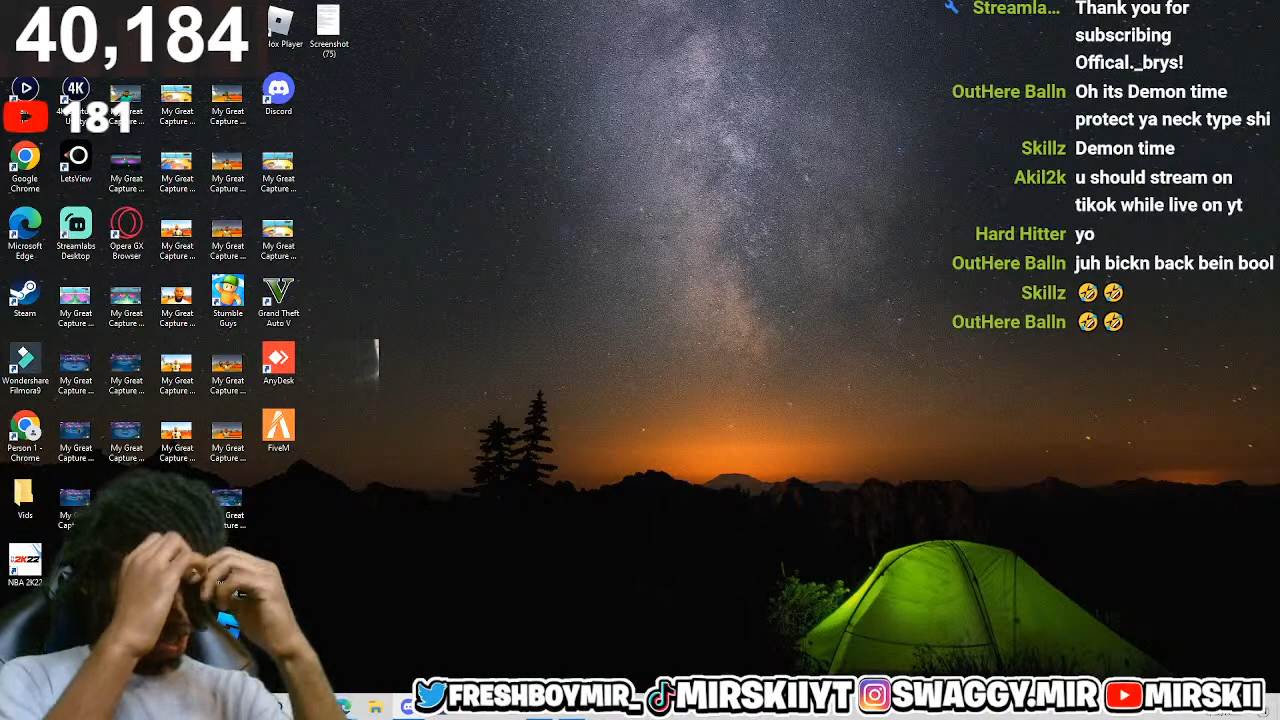 40,184
181
lox Player
Screenshot
(75)
My Great
Capture ...
My Great
Capture ...
Discord
Google
Chrome
LetsView
My Great
Capture ...
My Great
Capture ...
My Great
Capture ...
My Great
Capture ...
Microsoft
Edge
Streamlabs
Desktop
Opera GX
Browser
My Great
Capture ...
My Great
Capture ...
My Great
Capture ...
Steam
My Great
Capture ...
My Great
Capture ...
My Great
Capture ...
Stumble
Guys
Grand Theft
Auto V
Wondershare
Filmora9
My Great
Capture ...
My Great
Capture ...
My Great
Capture ...
My Great
Capture ...
AnyDesk
Person 1 -
Chrome
My Great
Capture ...
My Great
Capture ...
My Great
Capture ...
My Great
Capture ...
FiveM
Vids
My Great
Capture ...
Great
NBA 2K22
Streamla... Thank you for
subscribing
Offical._brys!
OutHere Balln Oh its Demon time
protect ya neck type shi
Skillz Demon time
Akil2k u should stream on
tikok while live on yt
Hard Hitter yo
OutHere Balln juh bickn back bein bool
Skillz 🤣 🤣
OutHere Balln 🤣 🤣
FRESHBOYMIR_ MIRSKIIYT SWAGGY.MIR MIRSKII